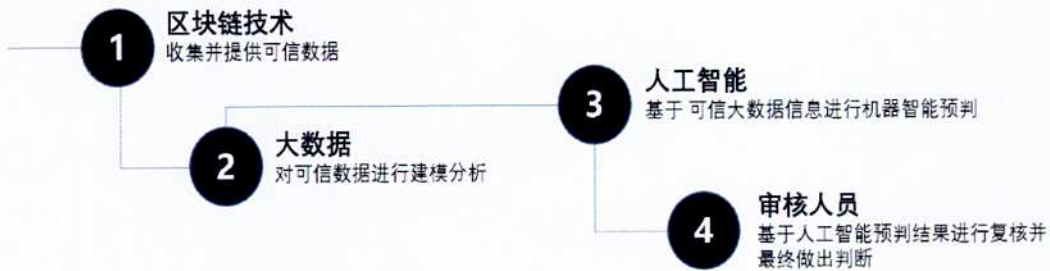 1
区块链技术
收集并提供可信数据
2
大数据
对可信数据进行建模分析
3
人工智能
基于 可信大数据信息进行机器智能预判
4
审核人员
基于人工智能预判结果进行复核并
最终做出判断